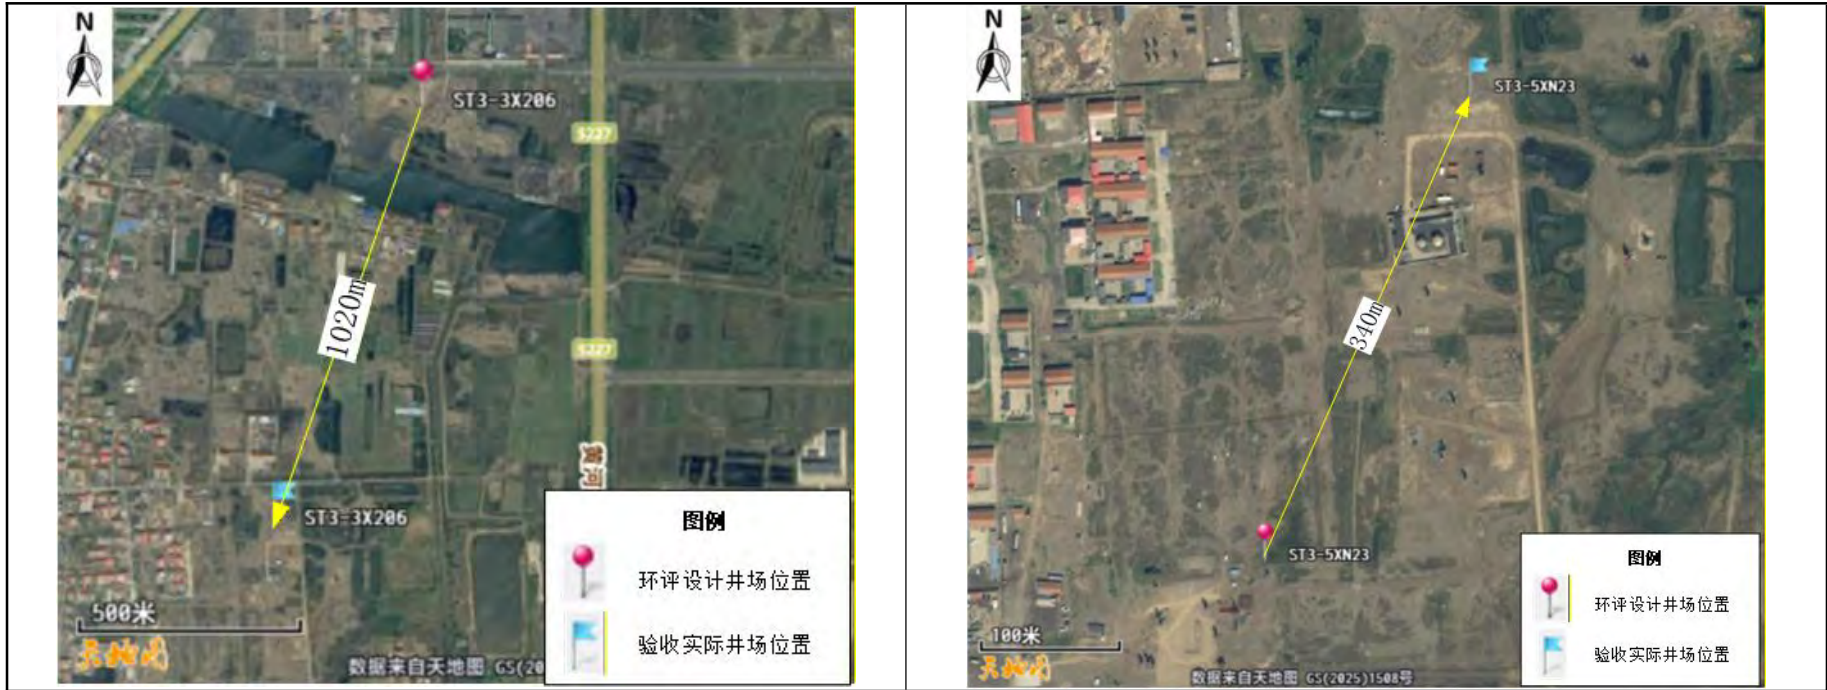 N
ST3-3X206
S227
1020m
S227
黄河
ST3-3X206
500米
天地图
数据来自天地图 GS(20
图例
环评设计井场位置
验收实际井场位置
N
ST3-5XN23
340m
ST3-5XN23
100米
天地图
数据来自天地图 GS(2025)1508号
图例
环评设计井场位置
验收实际井场位置